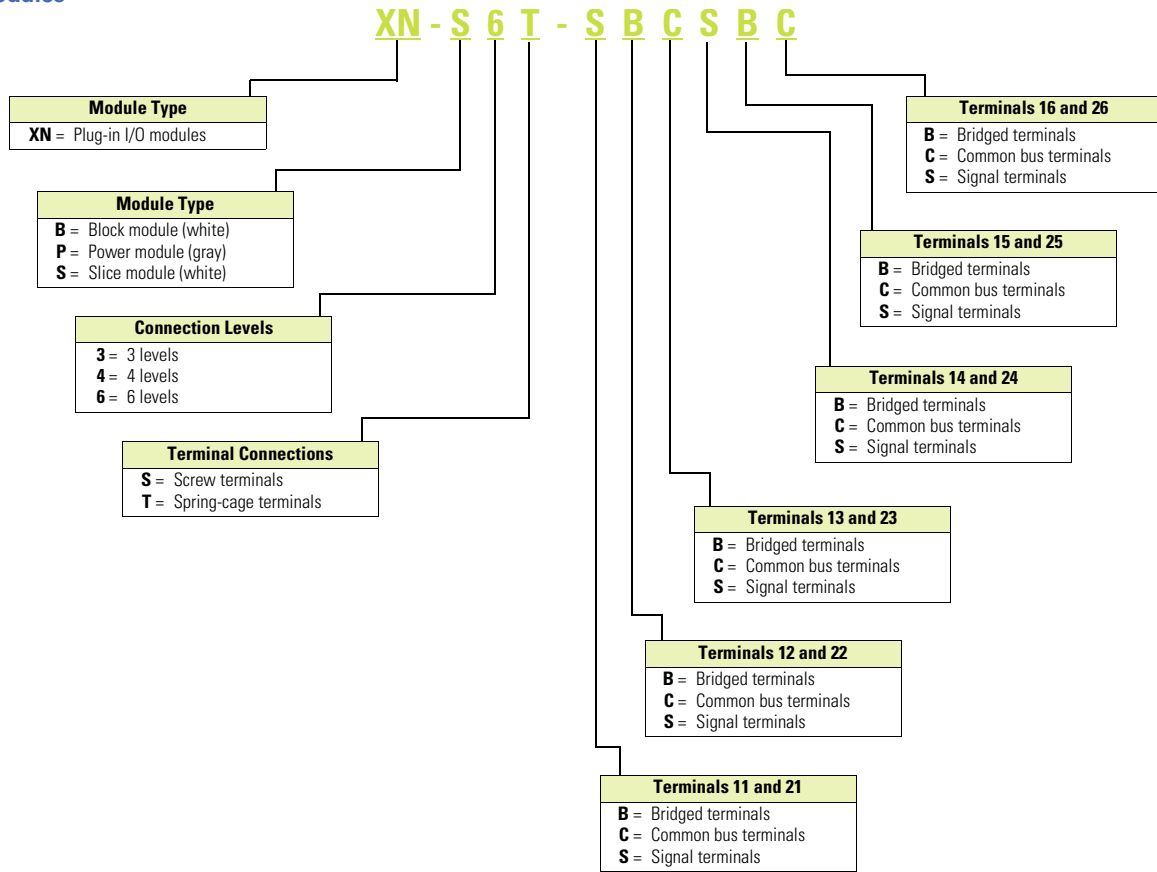 XN - S 6 T - S B C S B C
Module Type
XN = Plug-in I/O modules
Module Type
B = Block module (white)
P = Power module (gray)
S = Slice module (white)
Connection Levels
3 = 3 levels
4 = 4 levels
6 = 6 levels
Terminal Connections
S = Screw terminals
T = Spring-cage terminals
Terminals 16 and 26
B = Bridged terminals
C = Common bus terminals
S = Signal terminals
Terminals 15 and 25
B = Bridged terminals
C = Common bus terminals
S = Signal terminals
Terminals 14 and 24
B = Bridged terminals
C = Common bus terminals
S = Signal terminals
Terminals 13 and 23
B = Bridged terminals
C = Common bus terminals
S = Signal terminals
Terminals 12 and 22
B = Bridged terminals
C = Common bus terminals
S = Signal terminals
Terminals 11 and 21
B = Bridged terminals
C = Common bus terminals
S = Signal terminals